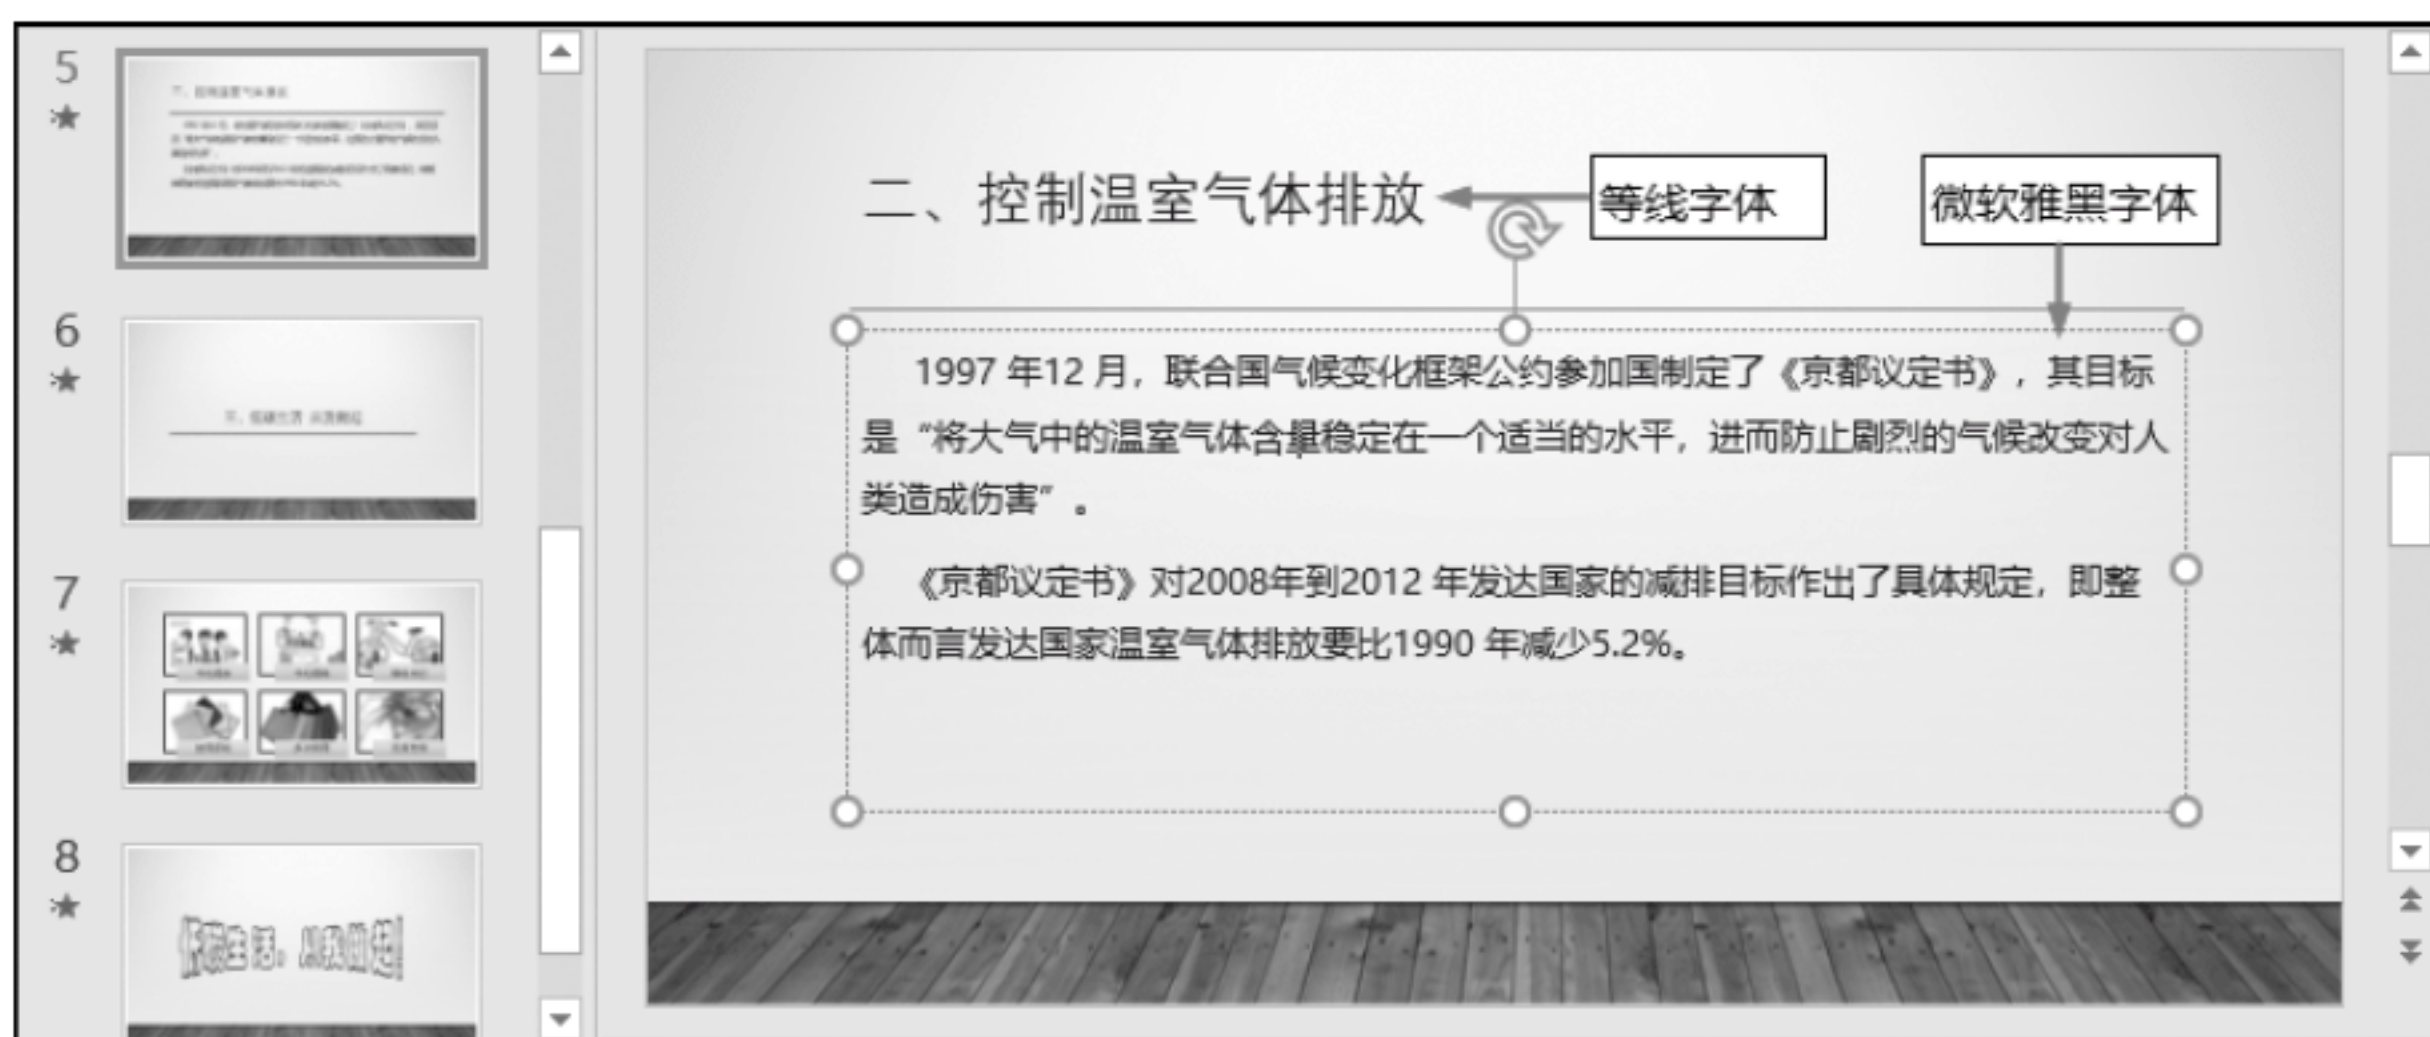 5
6
7
8
二、控制温室气体排放
等线字体
微软雅黑字体
1997 年12 月，联合国气候变化框架公约参加国制定了《京都议定书》，其目标
是“将大气中的温室气体含量稳定在一个适当的水平，进而防止剧烈的气候改变对人
类造成伤害”。
《京都议定书》对2008年到2012 年发达国家的减排目标作出了具体规定，即整
体而言发达国家温室气体排放要比1990 年减少5.2%。
低碳生活，从我做起！